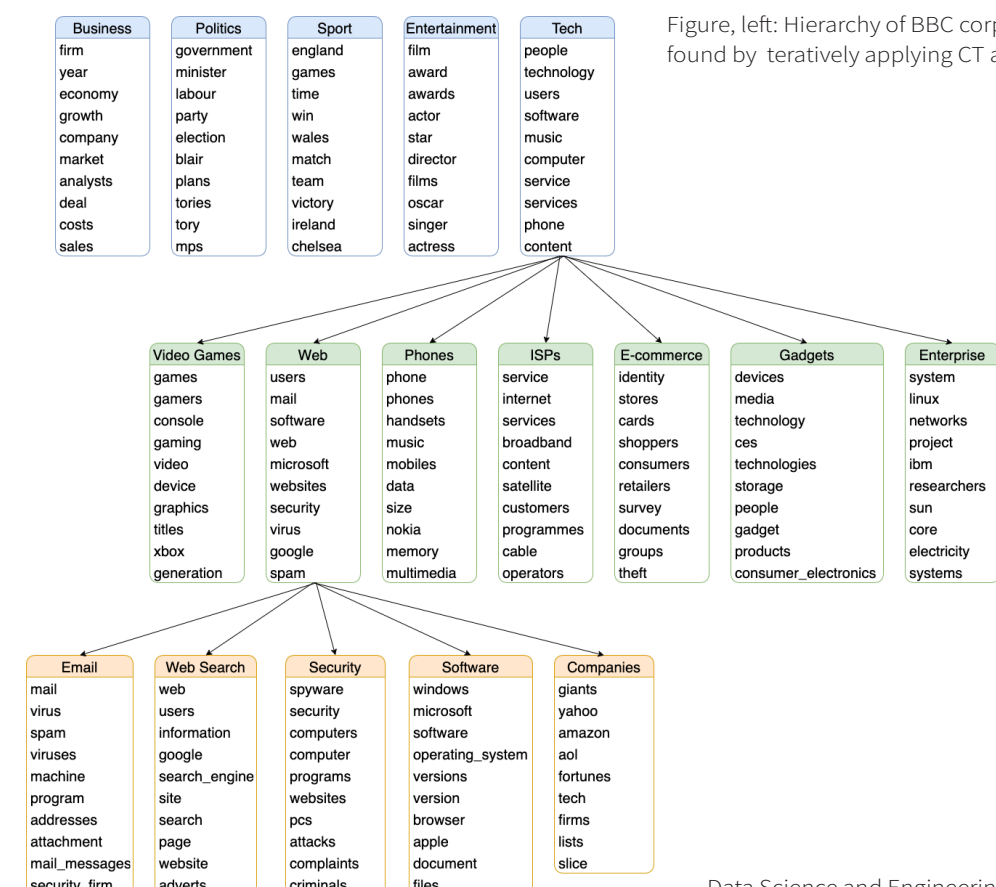 Business
firm
year
economy
growth
company
market
analysts
deal
costs
sales
Politics
government
minister
labour
party
election
blair
plans
tories
tory
mps
Sport
england
games
time
win
wales
match
team
victory
ireland
chelsea
Entertainment
film
award
awards
actor
star
director
films
oscar
singer
actress
Tech
people
technology
users
software
music
computer
service
services
phone
content
Figure, left: Hierarchy of BBC corp
found by teratively applying CT a
Video Games
games
gamers
console
gaming
video
device
graphics
titles
xbox
generation
Web
users
mail
software
web
microsoft
websites
security
virus
google
spam
Phones
phone
phones
handsets
music
mobiles
data
size
nokia
memory
multimedia
ISPs
service
internet
services
broadband
content
satellite
customers
programmes
cable
operators
E-commerce
identity
stores
cards
shoppers
consumers
retailers
survey
documents
groups
theft
Gadgets
devices
media
technology
ces
technologies
storage
people
gadget
products
consumer_electronics
Enterprise
system
linux
networks
project
ibm
researchers
sun
core
electricity
systems
Email
mail
virus
spam
viruses
machine
program
addresses
attachment
mail_messages
security_firm
Web Search
web
users
information
google
search_engine
site
search
page
website
adverts
Security
spyware
security
computers
computer
programs
websites
pcs
attacks
complaints
criminals
Software
windows
microsoft
software
operating_system
versions
version
browser
apple
document
files
Companies
giants
yahoo
amazon
aol
fortunes
tech
firms
lists
slice
Data Science and Engineerin